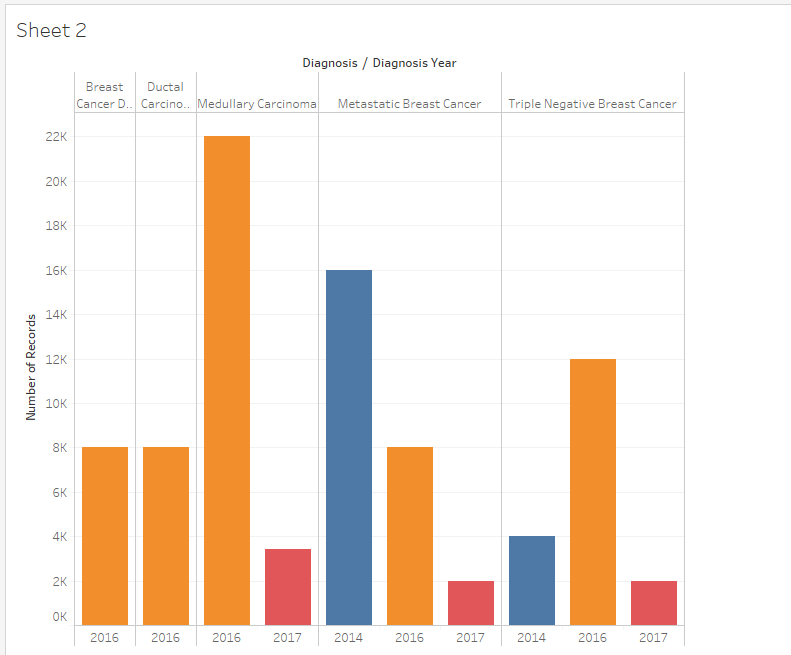 Sheet 2
Diagnosis / Diagnosis Year
Breast Cancer D..
Ductal Carcino..
Medullary Carcinoma
Metastatic Breast Cancer
Triple Negative Breast Cancer
Number of Records
22K
20K
18K
16K
14K
12K
10K
8K
6K
4K
2K
0K
2016
2016
2016
2017
2014
2016
2017
2014
2016
2017